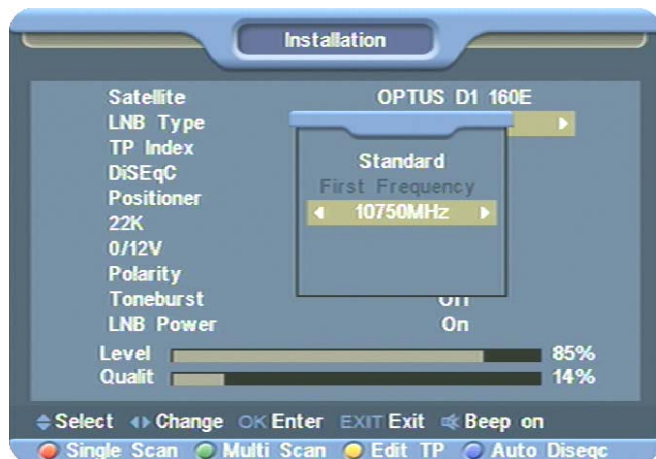 Installation
Satellite OPTUS D1 160E
LNB Type
TP Index
DiSEqC
Positioner
22K
0/12V
Polarity
Toneburst Off
LNB Power On
Standard
First Frequency
10750MHz
Level 85%
Qualit 14%
Select Change OK Enter EXIT Exit Beep on
Single Scan Multi Scan Edit TP Auto Diseqc